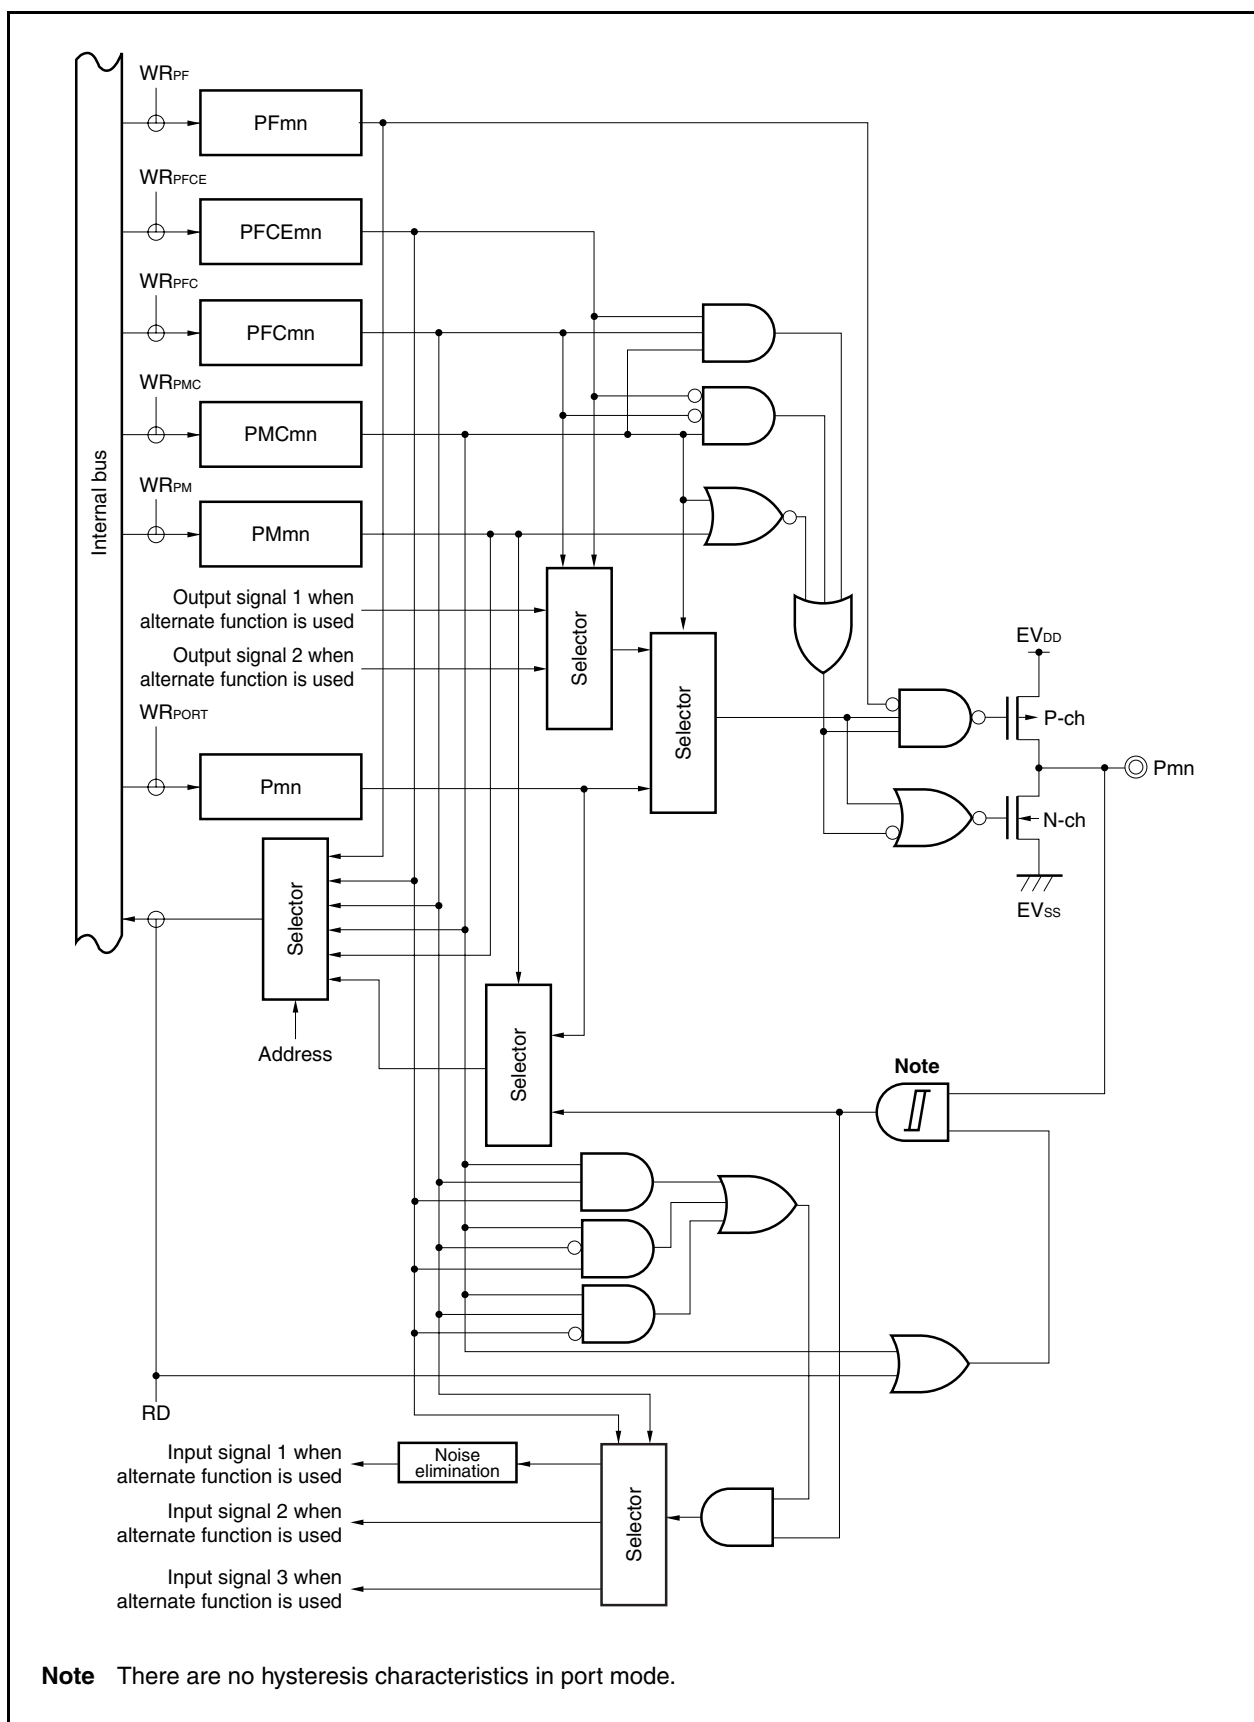 WRPF
PFmn
WRPFCE
PFCEmn
WRPFC
PFCmn
WRPMC
PMCmn
WRPM
PMmn
Internal bus
Output signal 1 when
alternate function is used
Output signal 2 when
alternate function is used
Selector
Selector
WRPORT
Pmn
EVDD
P-ch
Pmn
N-ch
EVSS
Selector
Address
Selector
Note
RD
Input signal 1 when
alternate function is used
Noise
elimination
Input signal 2 when
alternate function is used
Selector
Input signal 3 when
alternate function is used
Note There are no hysteresis characteristics in port mode.